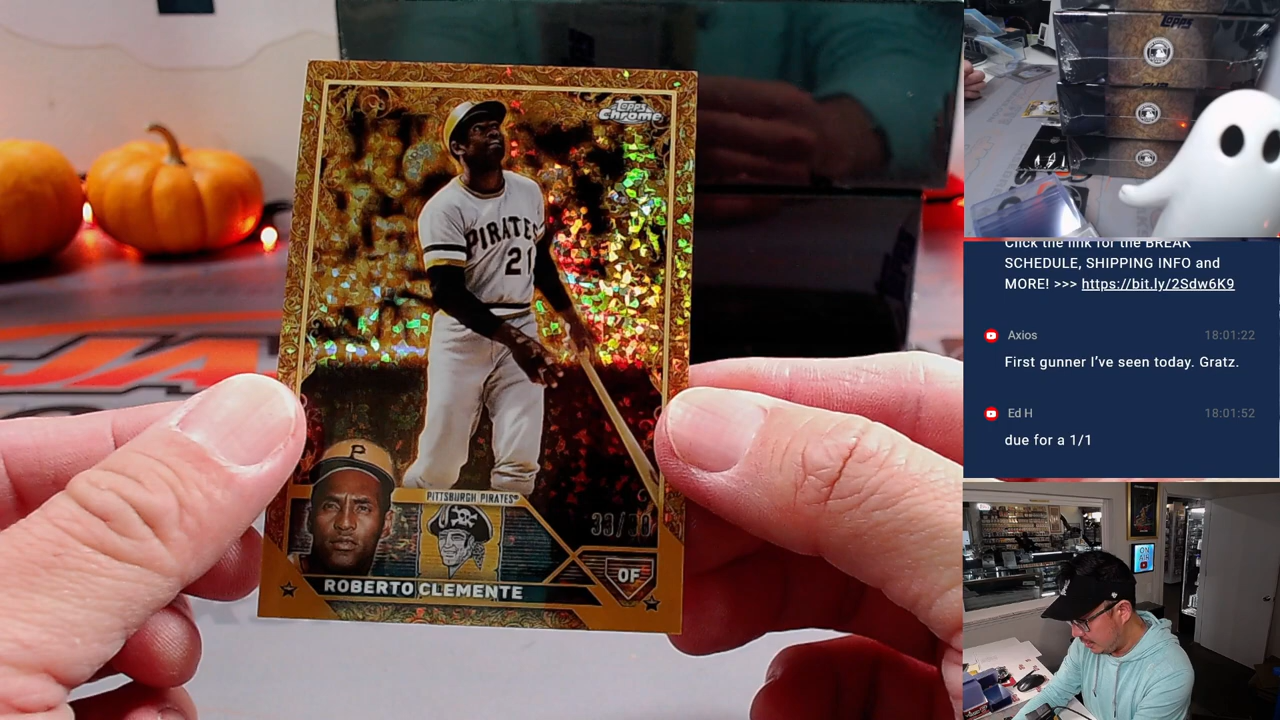 Topps
Chrome
PIRATES
21
P
PITTSBURGH PIRATES
OF
ROBERTO CLEMENTE
Topps
Click the link for the BREAK
SCHEDULE, SHIPPING INFO and
MORE! >>> https://bit.ly/2Sdw6K9
Axios 18:01:22
First gunner I've seen today. Gratz.
Ed H 18:01:52
due for a 1/1
ON
AIR